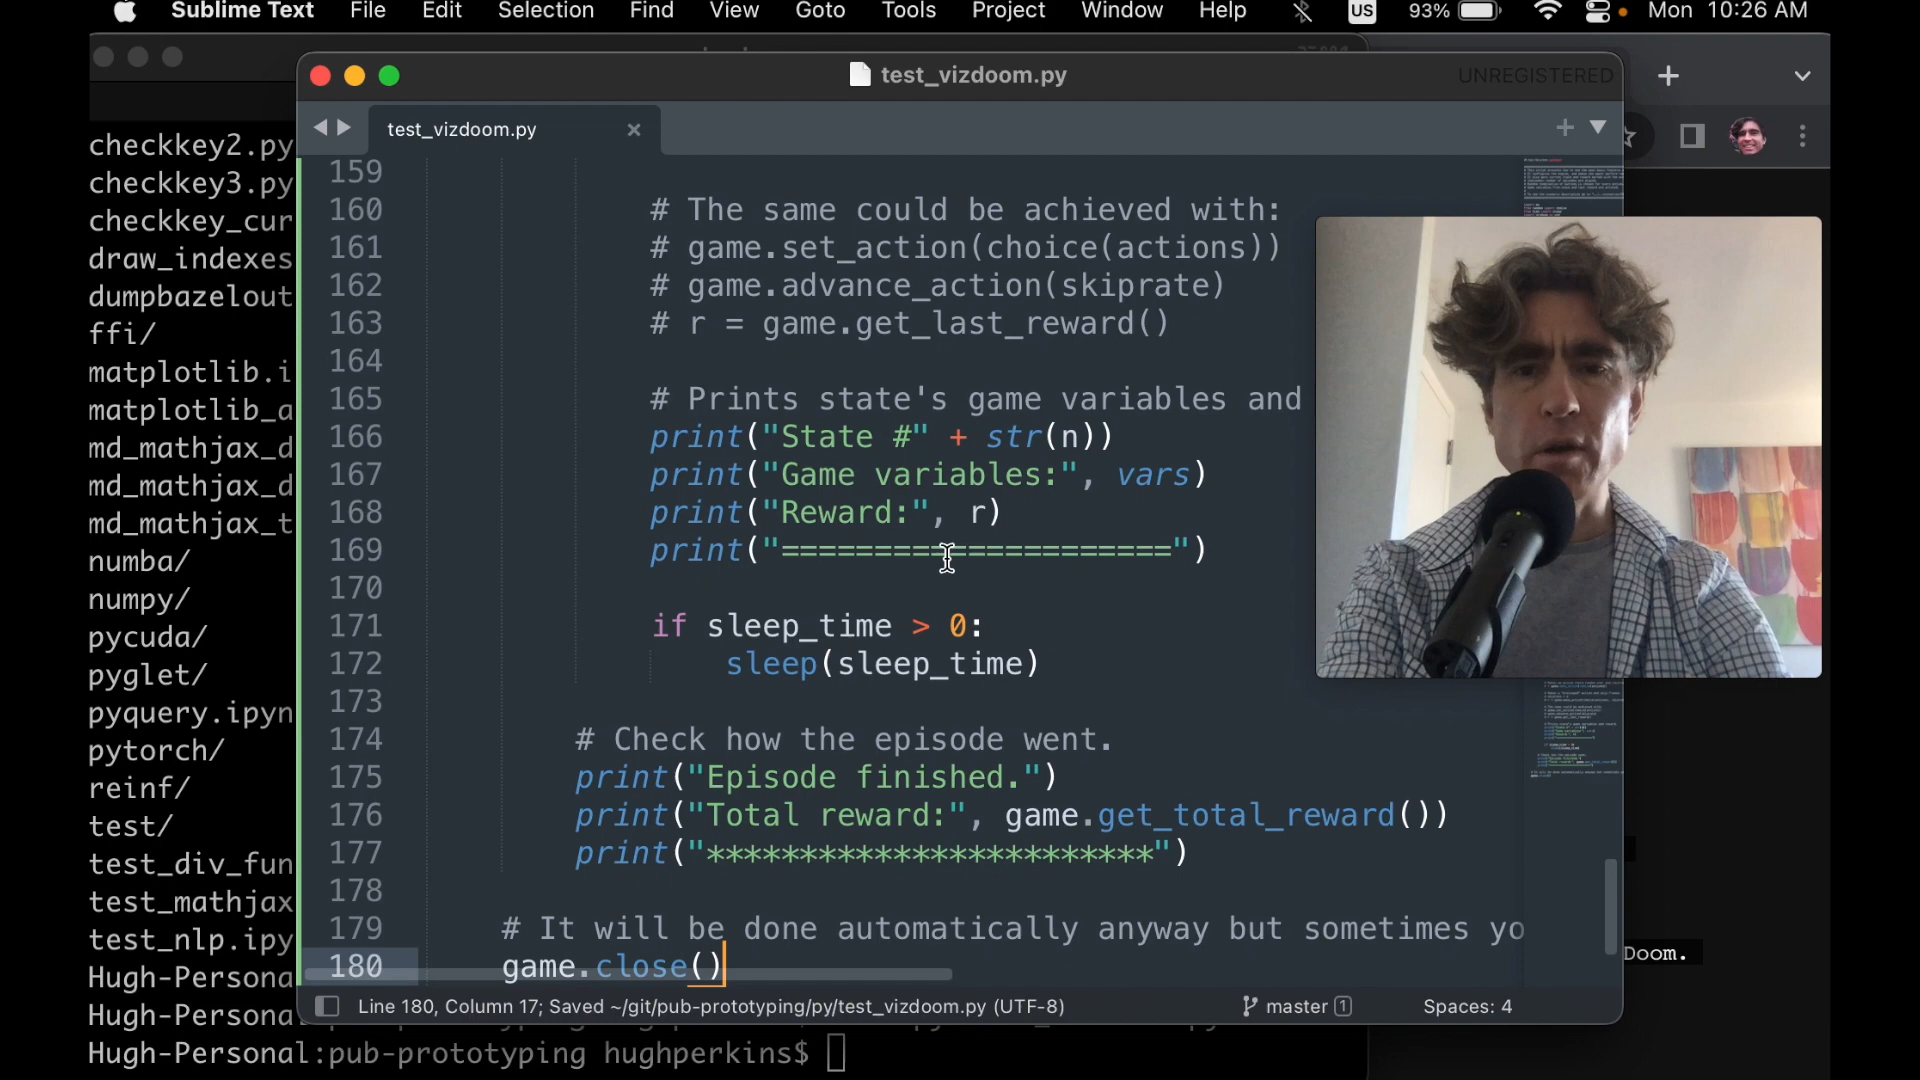 Sublime Text File Edit Selection Find View Goto Tools Project Window Help US 93% Mon 10:26 AM
test_vizdoom.py UNREGISTERED
test_vizdoom.py
checkkey2.py
checkkey3.py
checkkey_cur
draw_indexes
dumpbazelout
ffi/
matplotlib.i
matplotlib_a
md_mathjax_d
md_mathjax_d
md_mathjax_t
numba/
numpy/
pycuda/
pyglet/
pyquery.ipyn
pytorch/
reinf/
test/
test_div_fun
test_mathjax
test_nlp.ipy
Hugh-Persona
Hugh-Persona
Hugh-Personal:pub-prototyping hughperkins$
159
160 # The same could be achieved with:
161 # game.set_action(choice(actions))
162 # game.advance_action(skiprate)
163 # r = game.get_last_reward()
164
165 # Prints state's game variables and
166 print("State #" + str(n))
167 print("Game variables:", vars)
168 print("Reward:", r)
169 print("=====================")
170
171 if sleep_time > 0:
172 sleep(sleep_time)
173
174 # Check how the episode went.
175 print("Episode finished.")
176 print("Total reward:", game.get_total_reward())
177 print("************************")
178
179 # It will be done automatically anyway but sometimes yo
180 game.close()
Doom.
Line 180, Column 17; Saved ~/git/pub-prototyping/py/test_vizdoom.py (UTF-8) master 1 Spaces: 4